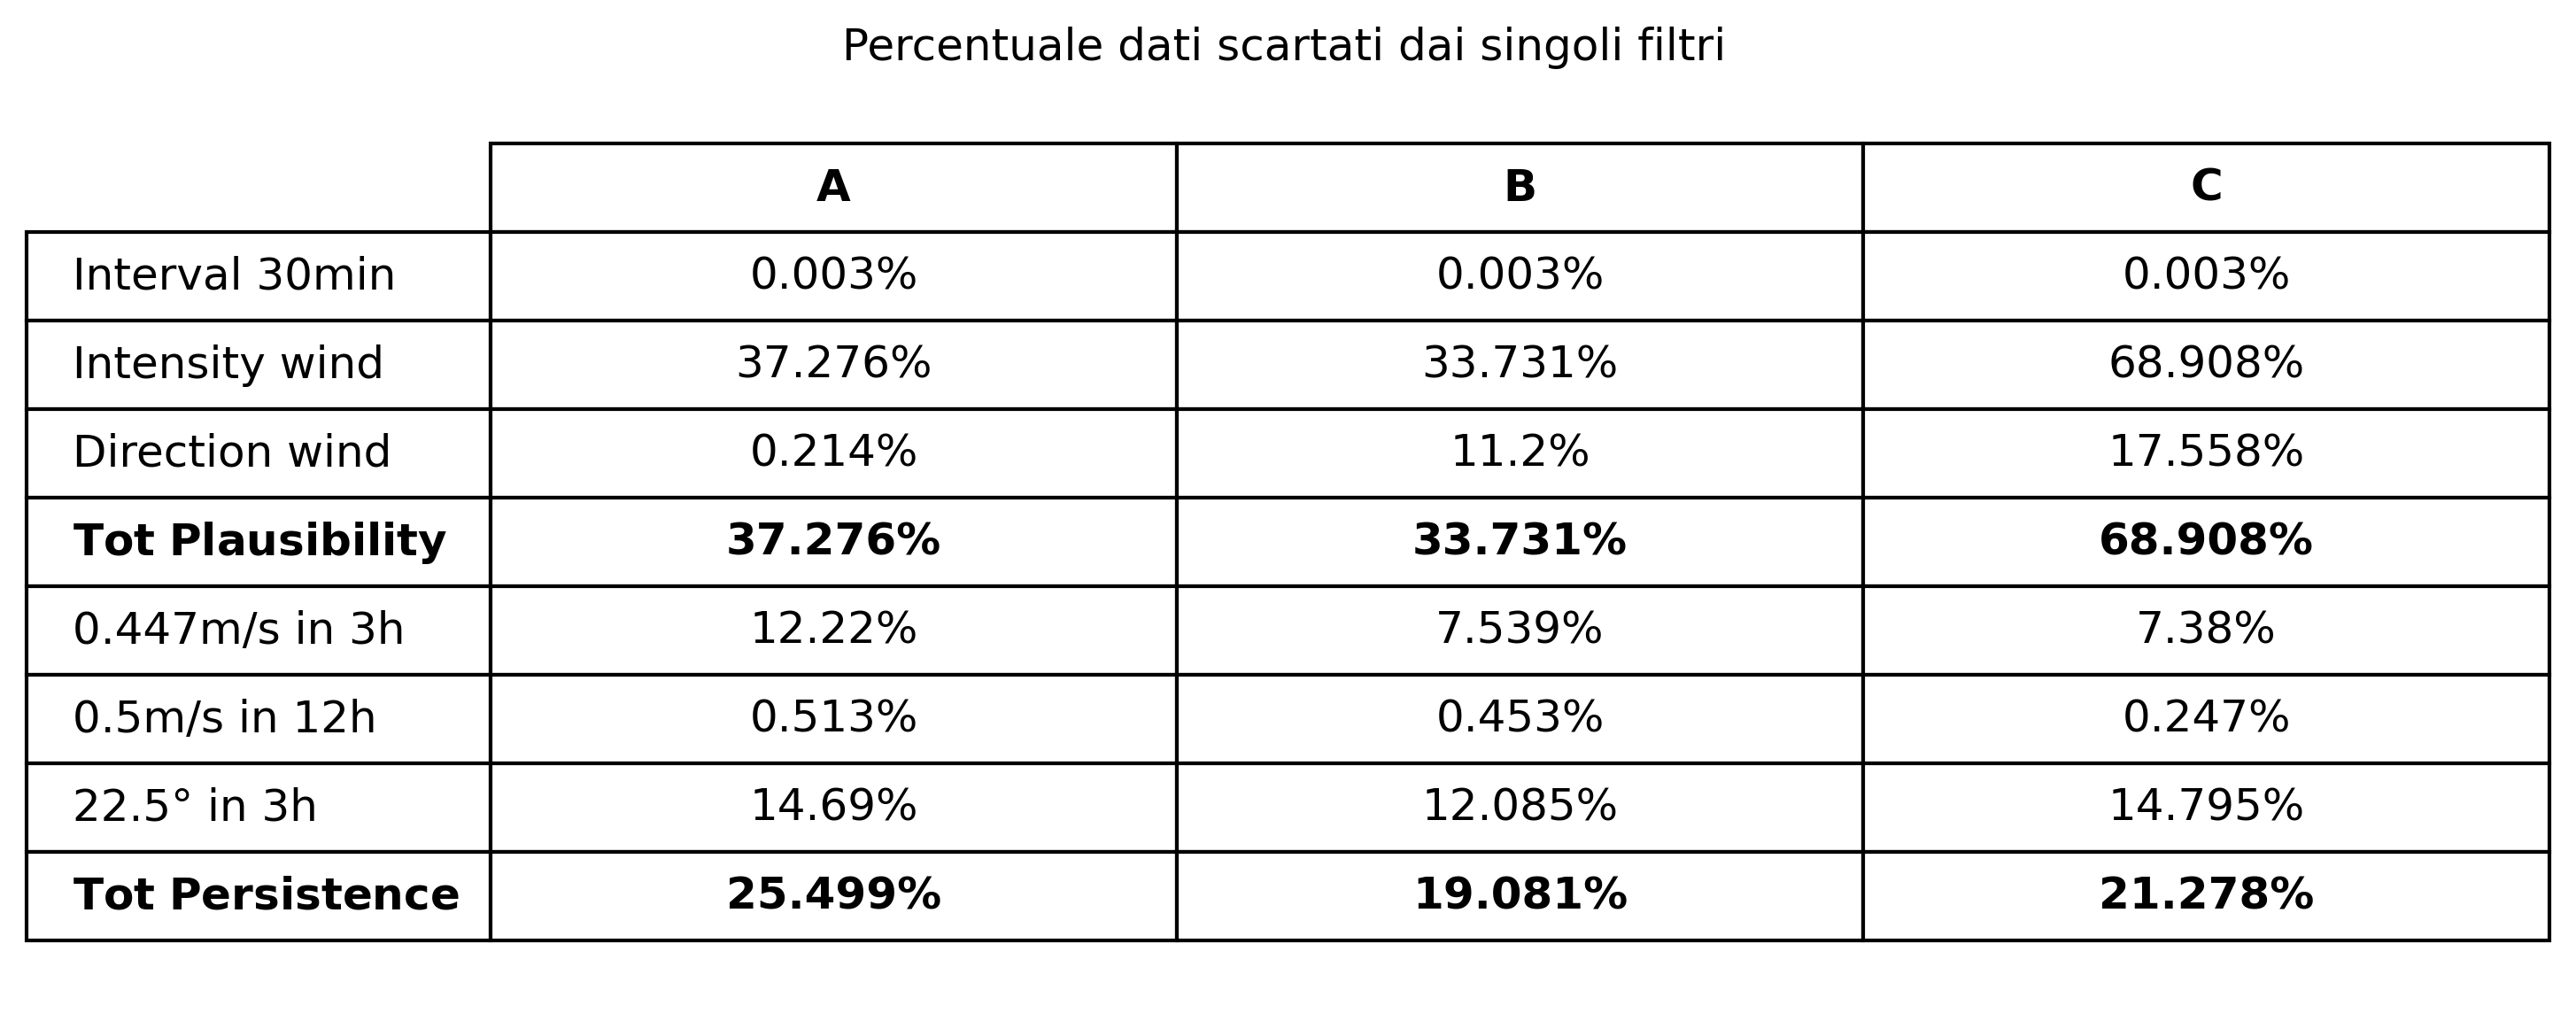 Percentuale dati scartati dai singoli filtri
A B C
Interval 30min 0.003% 0.003% 0.003%
Intensity wind 37.276% 33.731% 68.908%
Direction wind 0.214% 11.2% 17.558%
Tot Plausibility 37.276% 33.731% 68.908%
0.447m/s in 3h 12.22% 7.539% 7.38%
0.5m/s in 12h 0.513% 0.453% 0.247%
22.5° in 3h 14.69% 12.085% 14.795%
Tot Persistence 25.499% 19.081% 21.278%